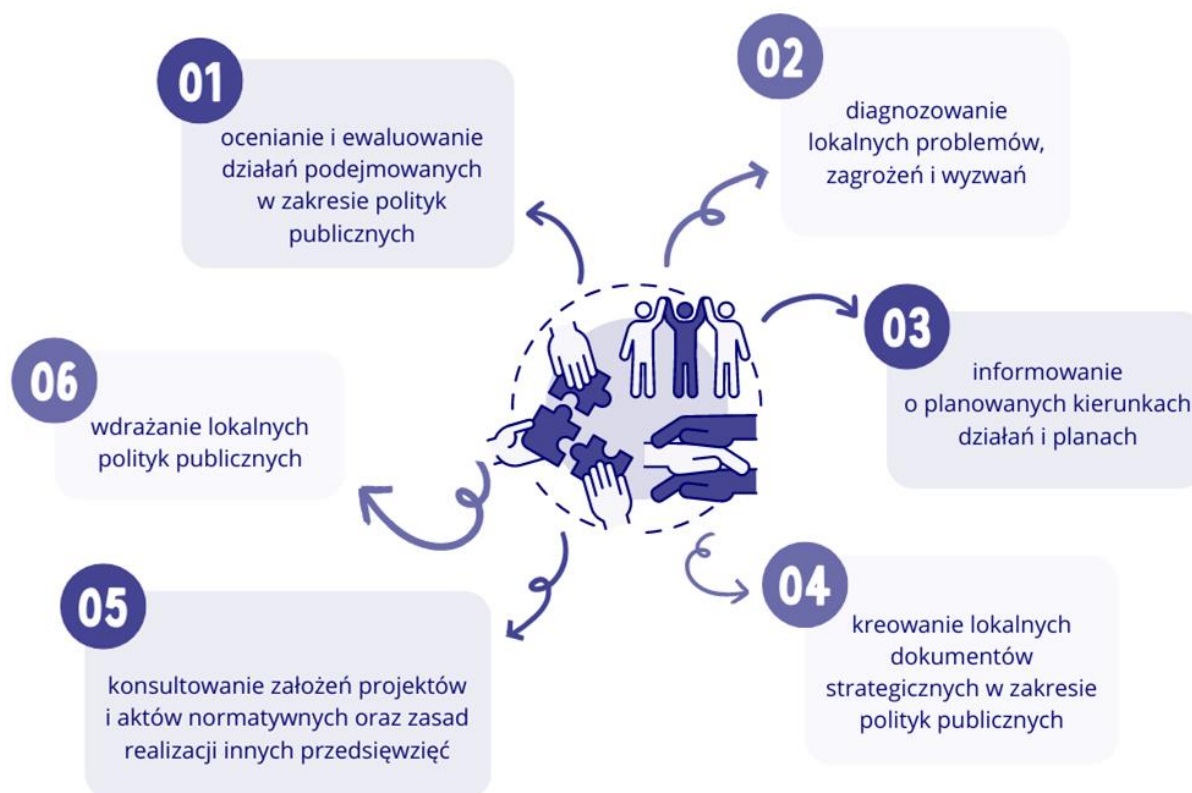 01
ocenianie i ewaluowanie
działań podejmowanych
w zakresie polityk
publicznych
02
diagnozowanie
lokalnych problemów,
zagrożeń i wyzwań
03
informowanie
o planowanych kierunkach
działań i planach
04
kreowanie lokalnych
dokumentów
strategicznych w zakresie
polityk publicznych
05
konsultowanie założeń projektów
i aktów normatywnych oraz zasad
realizacji innych przedsięwzięć
06
wdrażanie lokalnych
polityk publicznych